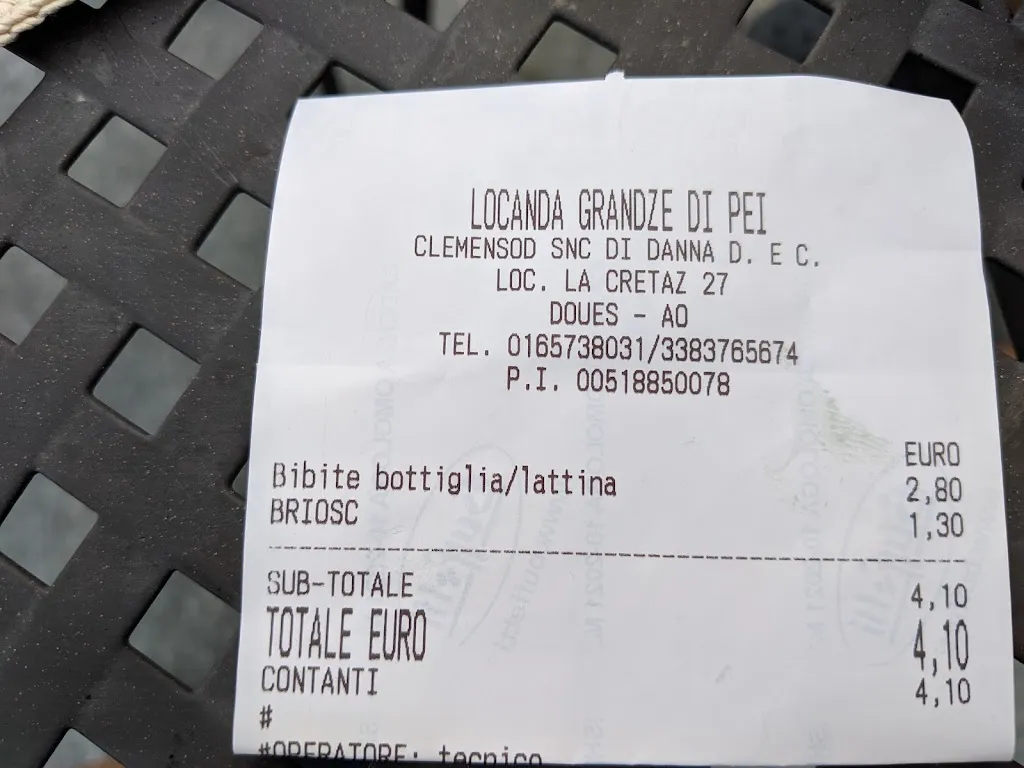 LOCANDA GRANDZE DI PEI
CLEMENSOD SNC DI DANNA D. E C.
LOC. LA CRETAZ 27
DOUES - AO
TEL. 0165738031/3383765674
P.I. 00518850078
EURO
Bibite bottiglia/lattina 2,80
BRIOSC 1,30
SUB-TOTALE 4,10
TOTALE EURO 4,10
CONTANTI 4,10
#
#OPERATORE: tecnico